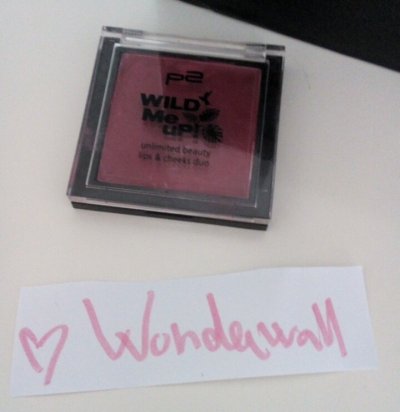 p2
WILD
Me
up!
unlimited beauty
lips & cheeks duo
♡ Wonderwall